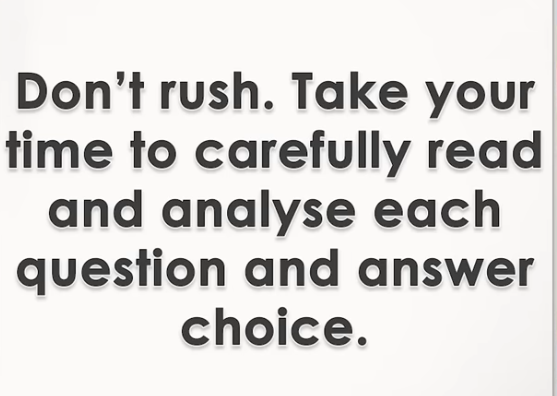 Don’t rush. Take your
time to carefully read
and analyse each
question and answer
choice.